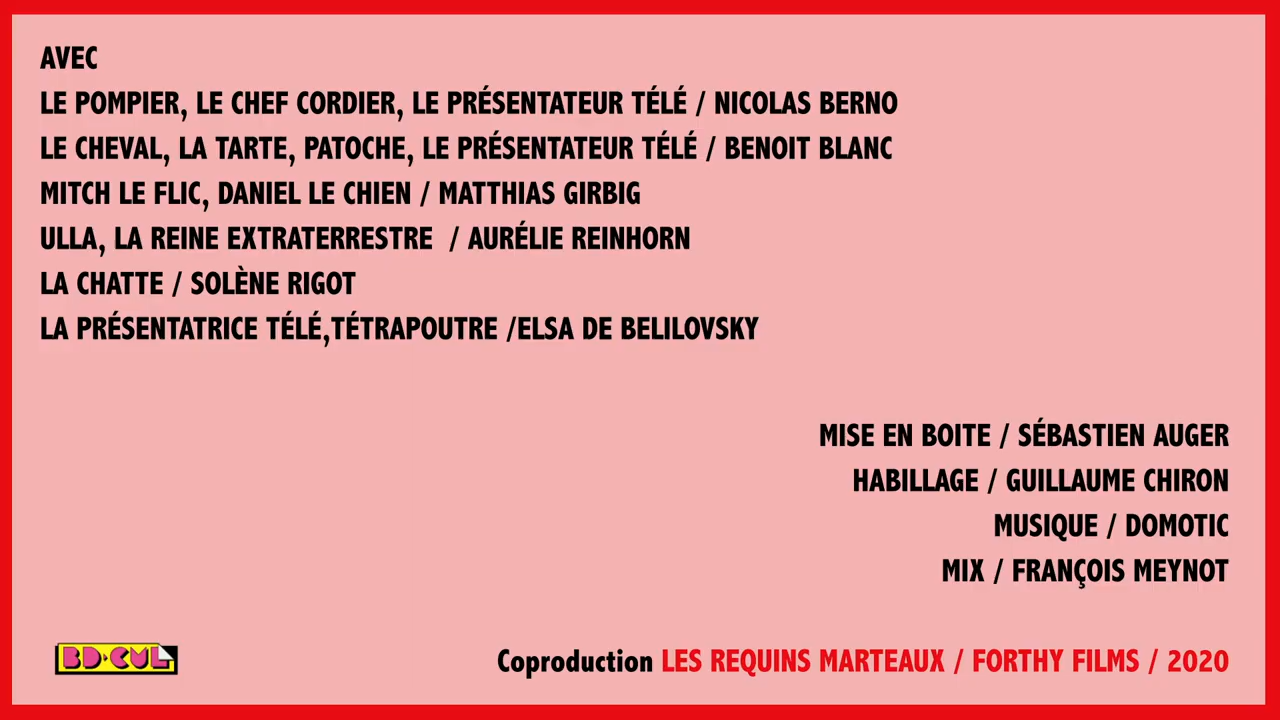 AVEC
LE POMPIER, LE CHEF CORDIER, LE PRÉSENTATEUR TÉLÉ / NICOLAS BERNO
LE CHEVAL, LA TARTE, PATOCHE, LE PRÉSENTATEUR TÉLÉ / BENOIT BLANC
MITCH LE FLIC, DANIEL LE CHIEN / MATTHIAS GIRBIG
ULLA, LA REINE EXTRATERRESTRE  / AURÉLIE REINHORN
LA CHATTE / SOLÈNE RIGOT
LA PRÉSENTATRICE TÉLÉ,TÉTRAPOUTRE /ELSA DE BELILOVSKY
MISE EN BOITE / SÉBASTIEN AUGER
HABILLAGE / GUILLAUME CHIRON
MUSIQUE / DOMOTIC
MIX / FRANÇOIS MEYNOT
BD·CUL
Coproduction LES REQUINS MARTEAUX / FORTHY FILMS / 2020